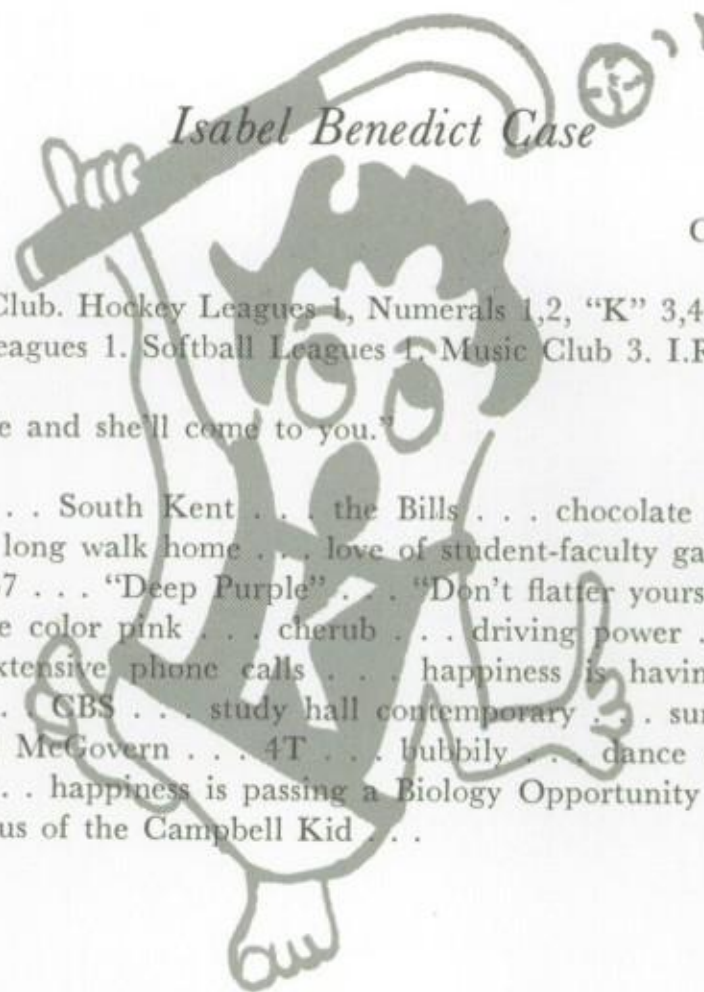 Isabel Benedict Case
C
Club. Hockey Leagues 1, Numerals 1,2, “K” 3,4
eagues 1. Softball Leagues 1. Music Club 3. I.R
e and she'll come to you.”
. . South Kent . . . the Bills . . . chocolate
long walk home . . . love of student-faculty ga
7 . . . “Deep Purple” . . . “Don't flatter yours
e color pink . . . cherub . . . driving power .
xtensive phone calls . . . happiness is havin
. . CBS . . . study hall contemporary . . . sur
McGovern . . . 4T . . . bubbily . . . dance
. . happiness is passing a Biology Opportunity
us of the Campbell Kid . . .
K